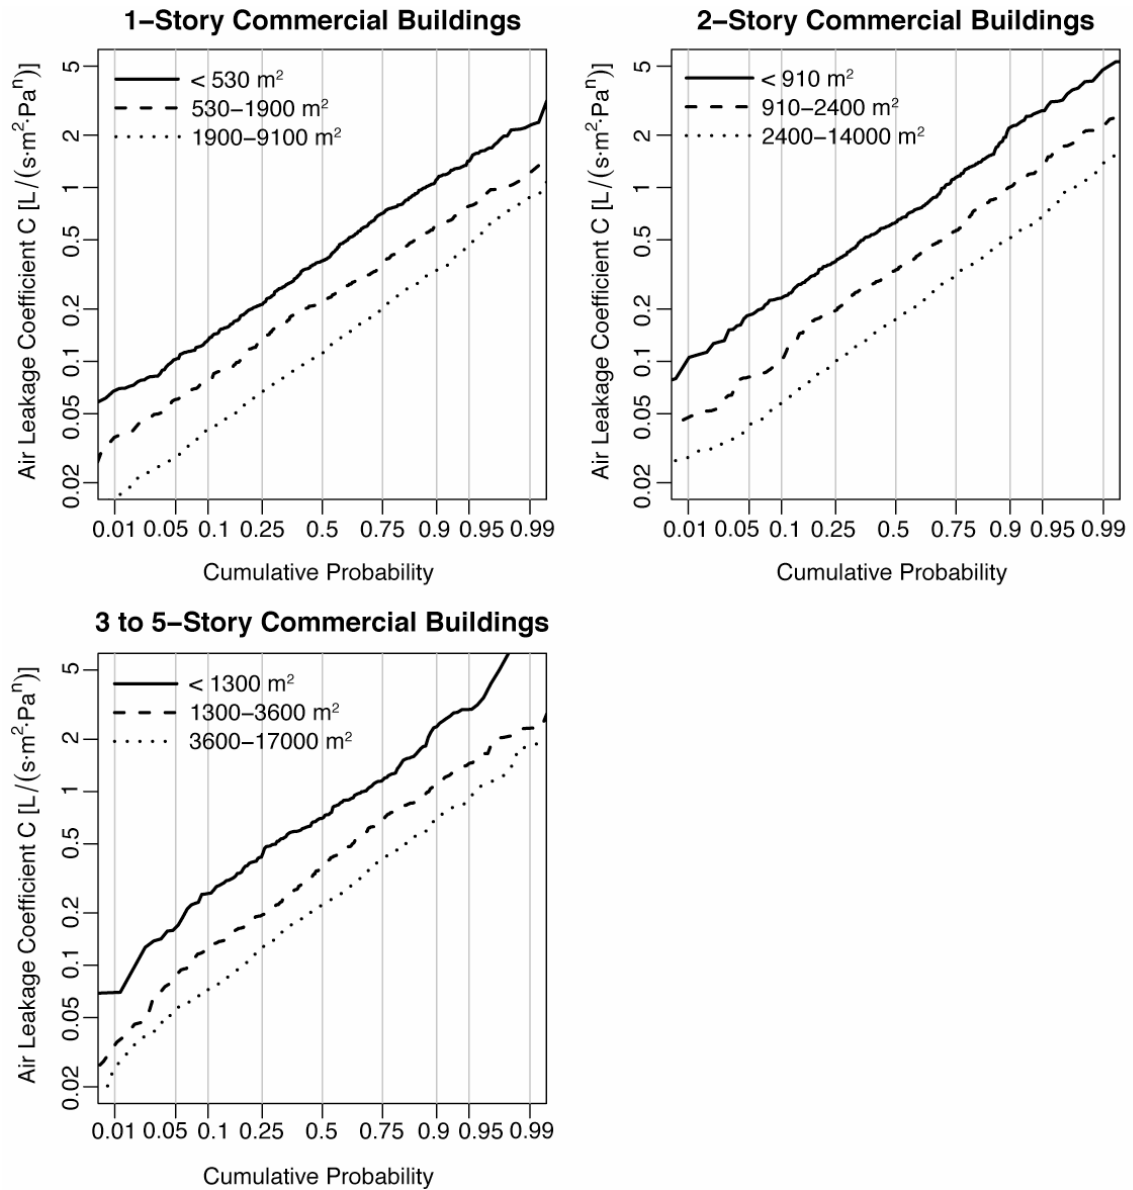 1–Story Commercial Buildings
Air Leakage Coefficient C [L/(s·m²·Paⁿ)]
5
2
1
0.5
0.2
0.1
0.05
0.02
< 530 m²
530–1900 m²
1900–9100 m²
0.01 0.05 0.1 0.25 0.5 0.75 0.9 0.95 0.99
Cumulative Probability
2–Story Commercial Buildings
Air Leakage Coefficient C [L/(s·m²·Paⁿ)]
5
2
1
0.5
0.2
0.1
0.05
0.02
< 910 m²
910–2400 m²
2400–14000 m²
0.01 0.05 0.1 0.25 0.5 0.75 0.9 0.95 0.99
Cumulative Probability
3 to 5–Story Commercial Buildings
Air Leakage Coefficient C [L/(s·m²·Paⁿ)]
5
2
1
0.5
0.2
0.1
0.05
0.02
< 1300 m²
1300–3600 m²
3600–17000 m²
0.01 0.05 0.1 0.25 0.5 0.75 0.9 0.95 0.99
Cumulative Probability